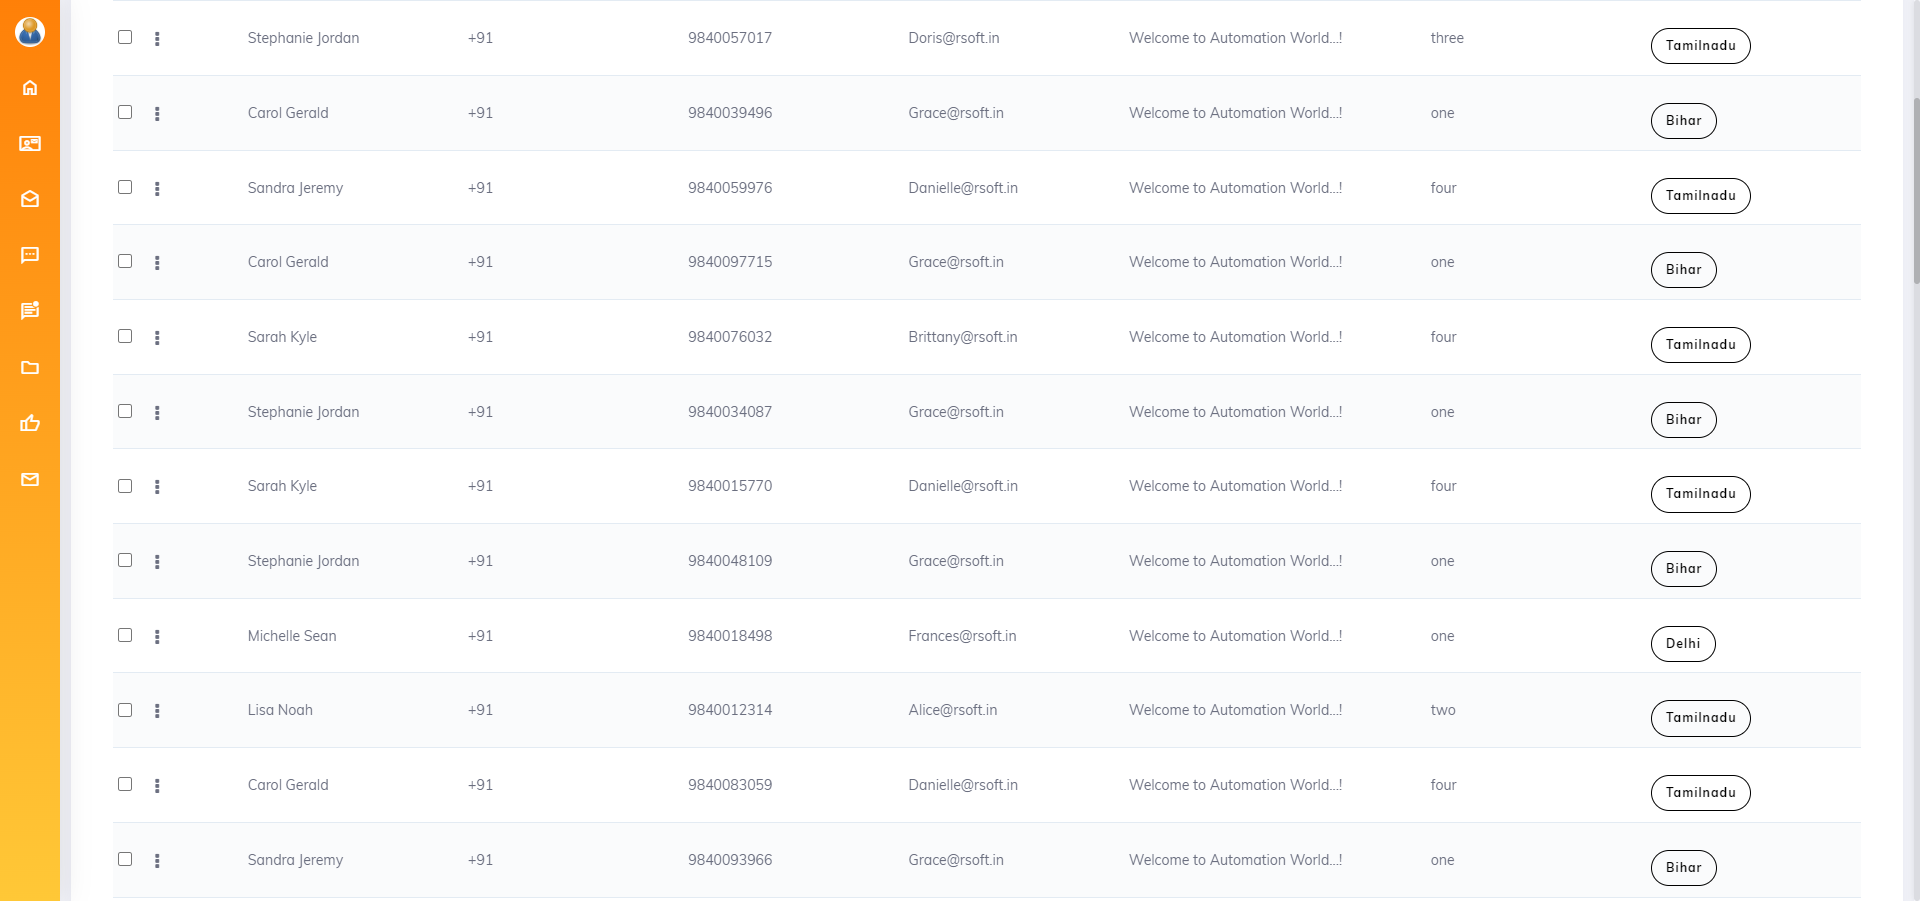 Stephanie Jordan +91 9840057017 Doris@rsoft.in Welcome to Automation World...! three Tamilnadu
Carol Gerald +91 9840039496 Grace@rsoft.in Welcome to Automation World...! one Bihar
Sandra Jeremy +91 9840059976 Danielle@rsoft.in Welcome to Automation World...! four Tamilnadu
Carol Gerald +91 9840097715 Grace@rsoft.in Welcome to Automation World...! one Bihar
Sarah Kyle +91 9840076032 Brittany@rsoft.in Welcome to Automation World...! four Tamilnadu
Stephanie Jordan +91 9840034087 Grace@rsoft.in Welcome to Automation World...! one Bihar
Sarah Kyle +91 9840015770 Danielle@rsoft.in Welcome to Automation World...! four Tamilnadu
Stephanie Jordan +91 9840048109 Grace@rsoft.in Welcome to Automation World...! one Bihar
Michelle Sean +91 9840018498 Frances@rsoft.in Welcome to Automation World...! one Delhi
Lisa Noah +91 9840012314 Alice@rsoft.in Welcome to Automation World...! two Tamilnadu
Carol Gerald +91 9840083059 Danielle@rsoft.in Welcome to Automation World...! four Tamilnadu
Sandra Jeremy +91 9840093966 Grace@rsoft.in Welcome to Automation World...! one Bihar